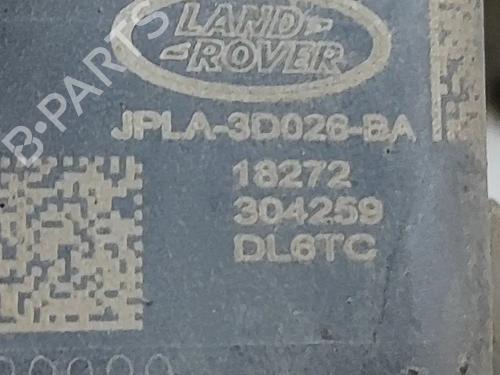 LAND
ROVER
JPLA-3D026-BA
18272
304259
DL6TC
B-PARTS